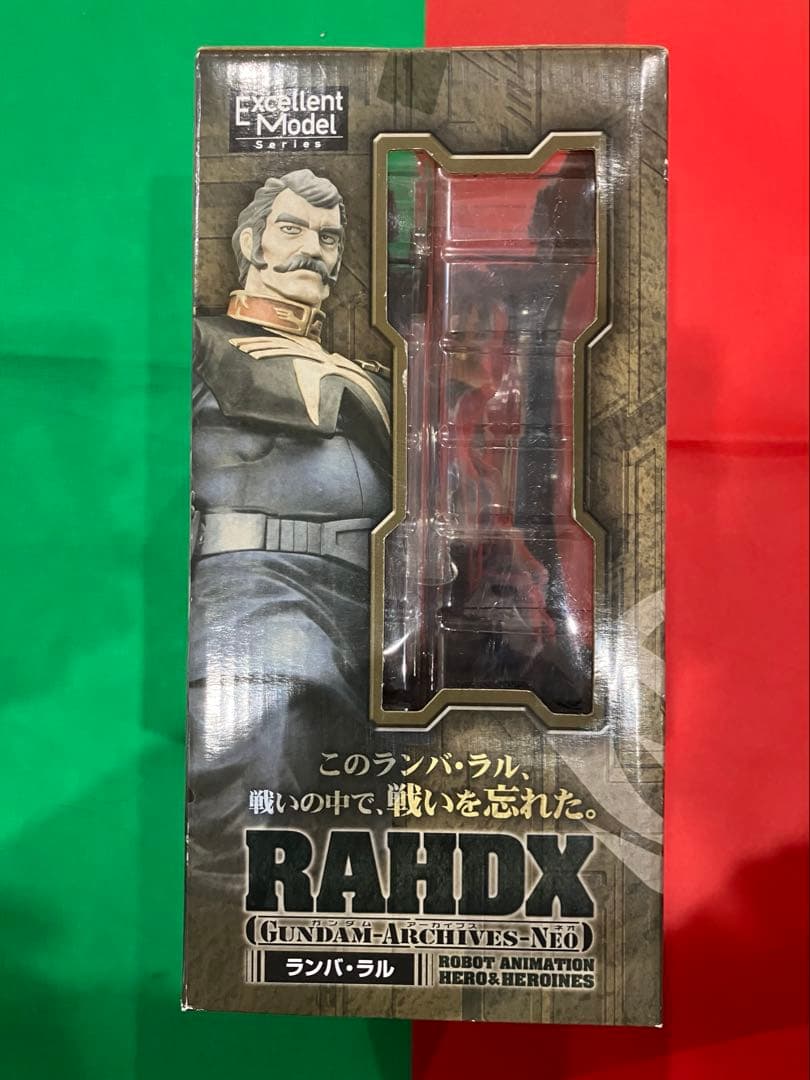 Excellent
Model
Series
このランバ・ラル、
戦いの中で、戦いを忘れた。
RAHDX
ガンダム アーカイブス ネオ
(GUNDAM-ARCHIVES-NEO)
ランバ・ラル
ROBOT ANIMATION
HERO&HEROINES